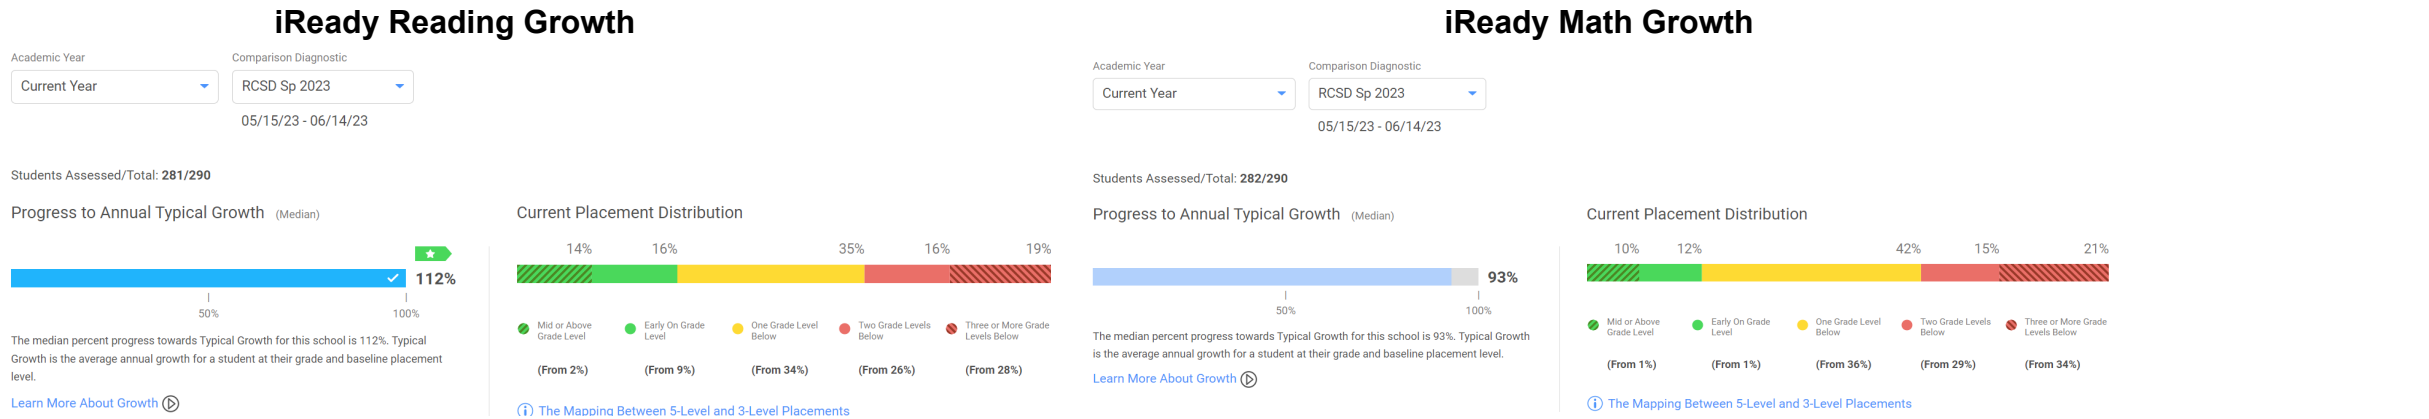 iReady Reading Growth
Academic Year
Comparison Diagnostic
Current Year
RCSD Sp 2023
05/15/23 - 06/14/23
Students Assessed/Total: 281/290
Progress to Annual Typical Growth (Median)
112%
50%
100%
The median percent progress towards Typical Growth for this school is 112%. Typical
Growth is the average annual growth for a student at their grade and baseline placement
level.
Learn More About Growth
Current Placement Distribution
14% 16% 35% 16% 19%
Mid or Above
Grade Level
Early On Grade
Level
One Grade Level
Below
Two Grade Levels
Below
Three or More Grade
Levels Below
(From 2%) (From 9%) (From 34%) (From 26%) (From 28%)
The Mapping Between 5-Level and 3-Level Placements
iReady Math Growth
Academic Year
Comparison Diagnostic
Current Year
RCSD Sp 2023
05/15/23 - 06/14/23
Students Assessed/Total: 282/290
Progress to Annual Typical Growth (Median)
93%
50%
100%
The median percent progress towards Typical Growth for this school is 93%. Typical Growth
is the average annual growth for a student at their grade and baseline placement level.
Learn More About Growth
Current Placement Distribution
10% 12% 42% 15% 21%
Mid or Above
Grade Level
Early On Grade
Level
One Grade Level
Below
Two Grade Levels
Below
Three or More Grade
Levels Below
(From 1%) (From 1%) (From 36%) (From 29%) (From 34%)
The Mapping Between 5-Level and 3-Level Placements